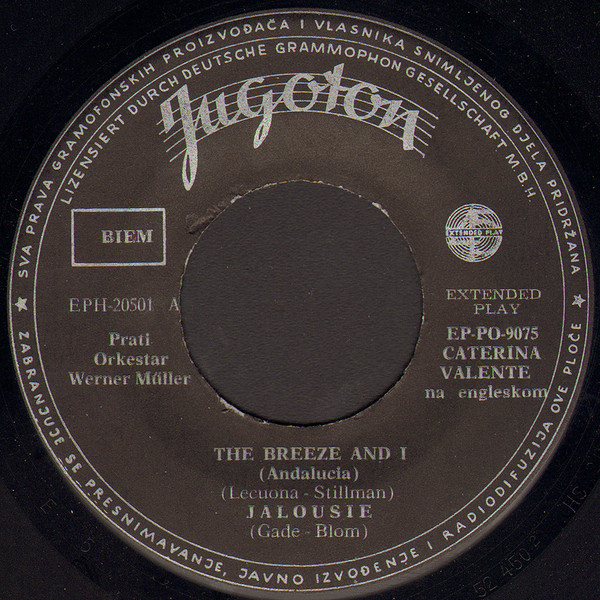 ★ SVA PRAVA GRAMOFONSKIH PROIZVOĐAČA I VLASNIKA SNIMLJENOG DJELA PRIDRŽANA ★
ZABRANJUJE SE PRESNIMAVANJE, JAVNO IZVOĐENJE I RADIODIFUZIJA OVE PLOČE
LIZENSIERT DURCH DEUTSCHE GRAMMOPHON GESELLSCHAFT M.B.H.
Jugoton
BIEM
EXTENDED PLAY
EPH-20501 A
Prati
Orkestar
Werner Müller
EXTENDED
PLAY
EP-PO-9075
CATERINA
VALENTE
na engleskom
THE BREEZE AND I
(Andalucia)
(Lecuona - Stillman)
JALOUSIE
(Gade - Blom)